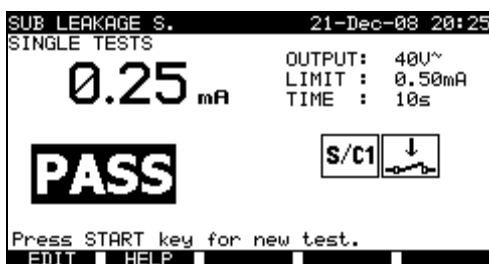 SUB LEAKAGE S. 21-Dec-08 20:25
SINGLE TESTS
OUTPUT: 40V~
0.25 mA LIMIT : 0.50mA
TIME : 10s
S/C1
PASS
Press START key for new test.
EDIT HELP